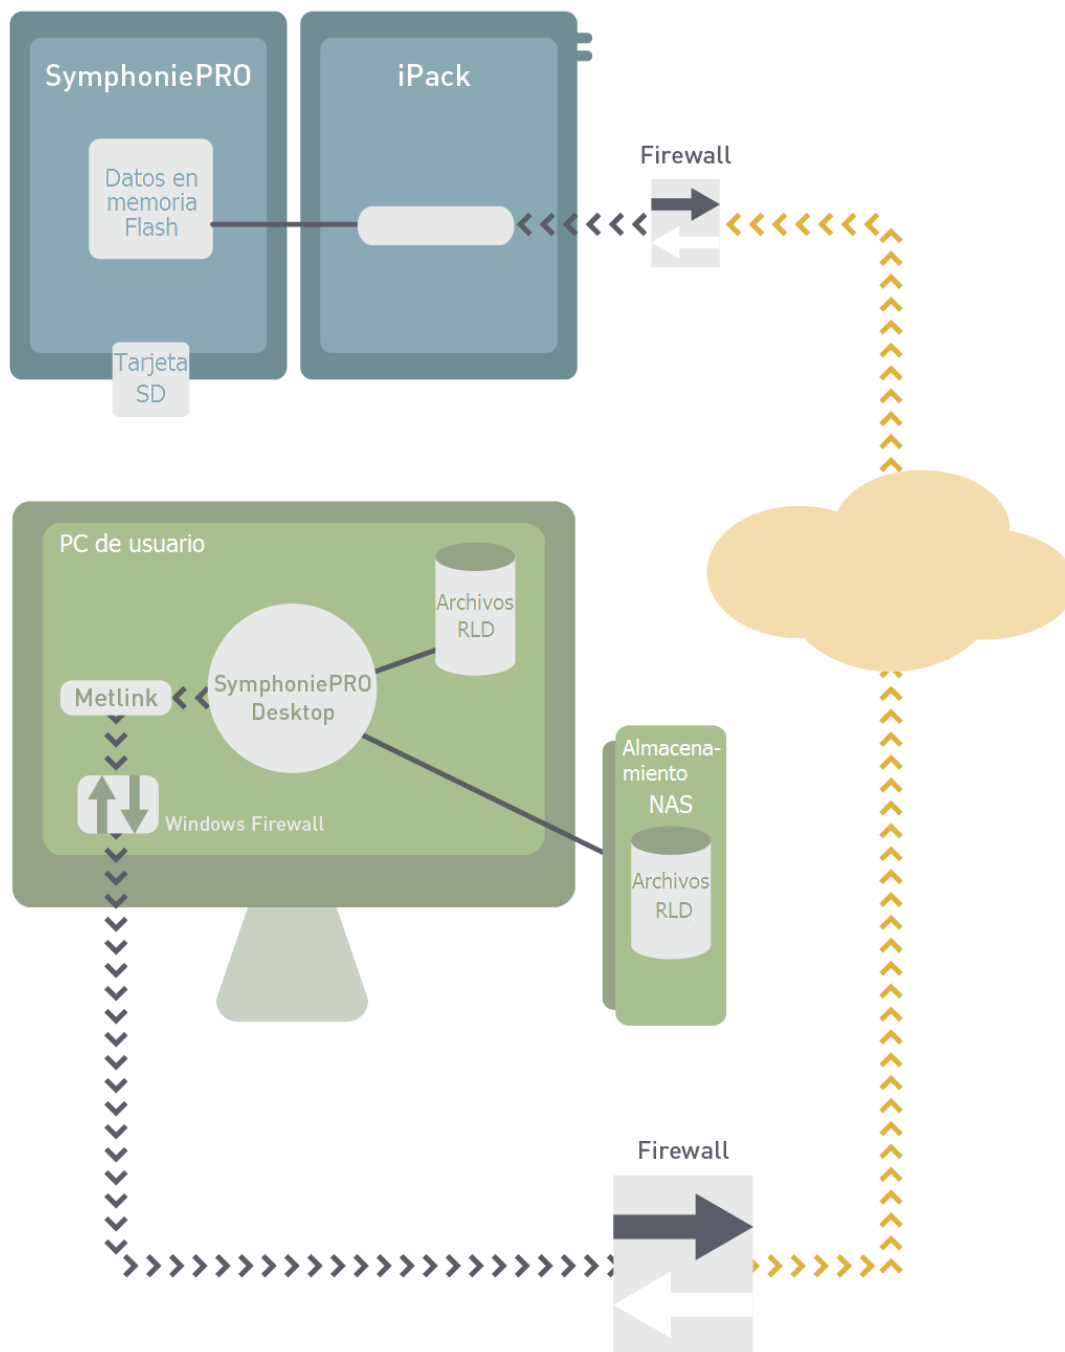 SymphoniePRO
iPack
Firewall
Datos en
memoria
Flash
Tarjeta
SD
PC de usuario
Archivos
RLD
SymphoniePRO
Desktop
Metlink
Windows Firewall
Almacena-
miento
NAS
Archivos
RLD
Firewall